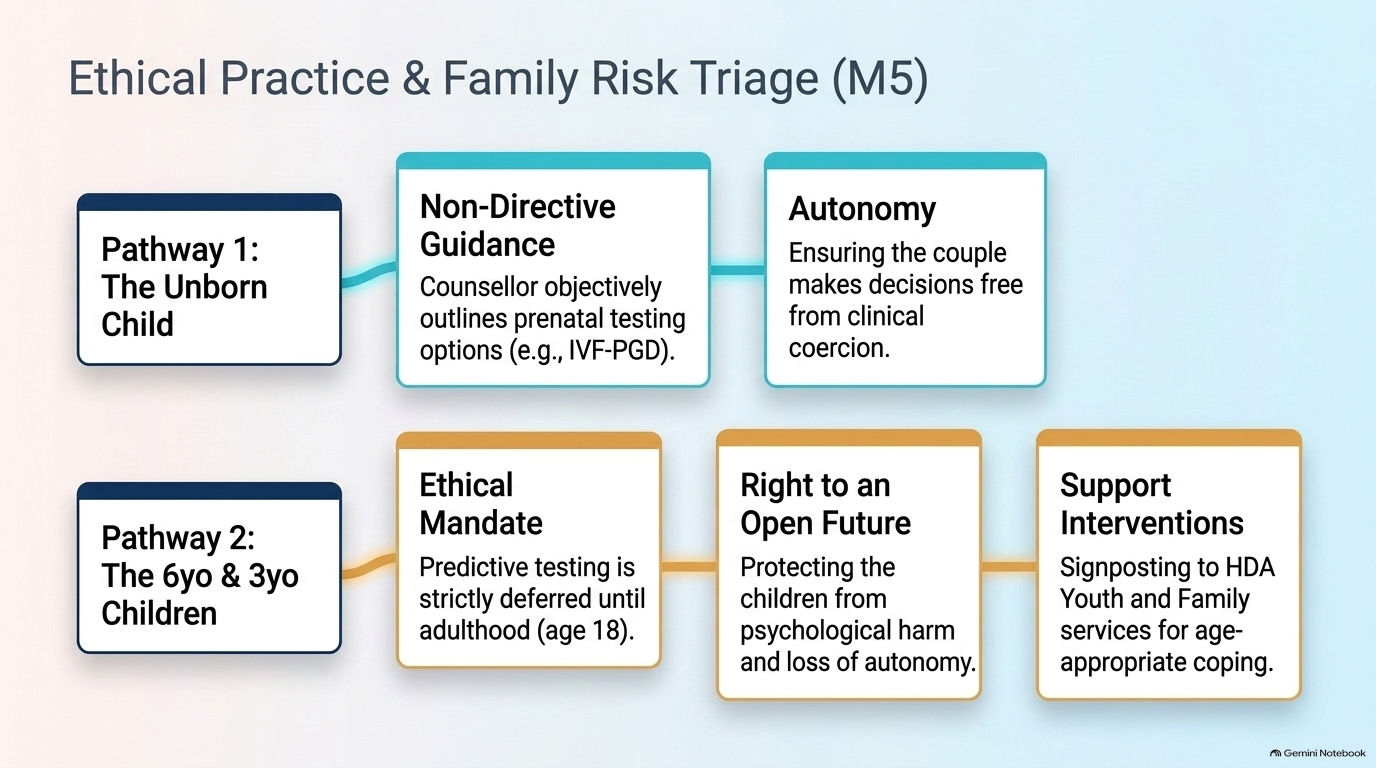 Ethical Practice & Family Risk Triage (M5)
Pathway 1:
The Unborn
Child
Non-Directive
Guidance
Counsellor objectively
outlines prenatal testing
options (e.g., IVF-PGD).
Autonomy
Ensuring the couple
makes decisions free
from clinical
coercion.
Pathway 2:
The 6yo & 3yo
Children
Ethical
Mandate
Predictive testing is
strictly deferred until
adulthood (age 18).
Right to an
Open Future
Protecting the
children from
psychological harm
and loss of autonomy.
Support
Interventions
Signposting to HDA
Youth and Family
services for age-
appropriate coping.
Gemini Notebook